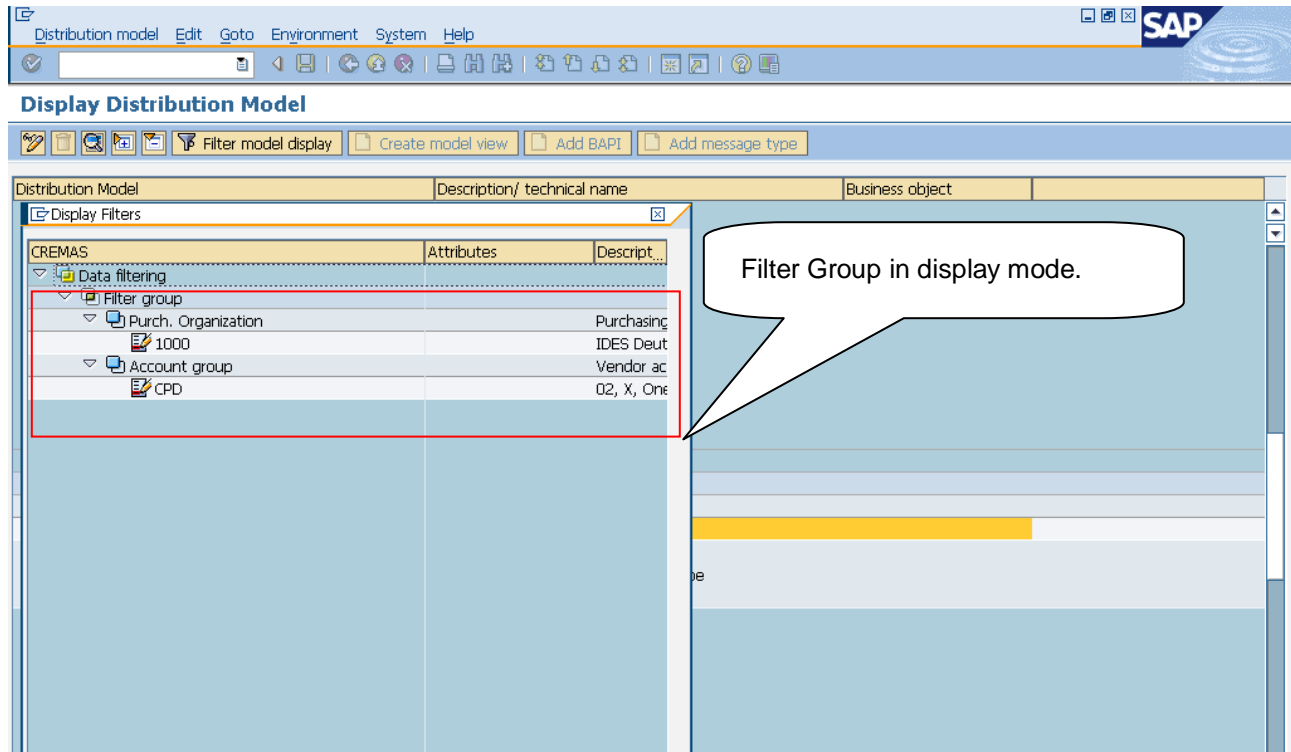 Distribution model Edit Goto Environment System Help
SAP
Display Distribution Model
Filter model display Create model view Add BAPI Add message type
Distribution Model Description/ technical name Business object
Display Filters
CREMAS Attributes Descript...
Data filtering
Filter group
Purch. Organization Purchasing
1000 IDES Deut
Account group Vendor ac
CPD 02, X, One
Filter Group in display mode.
pe